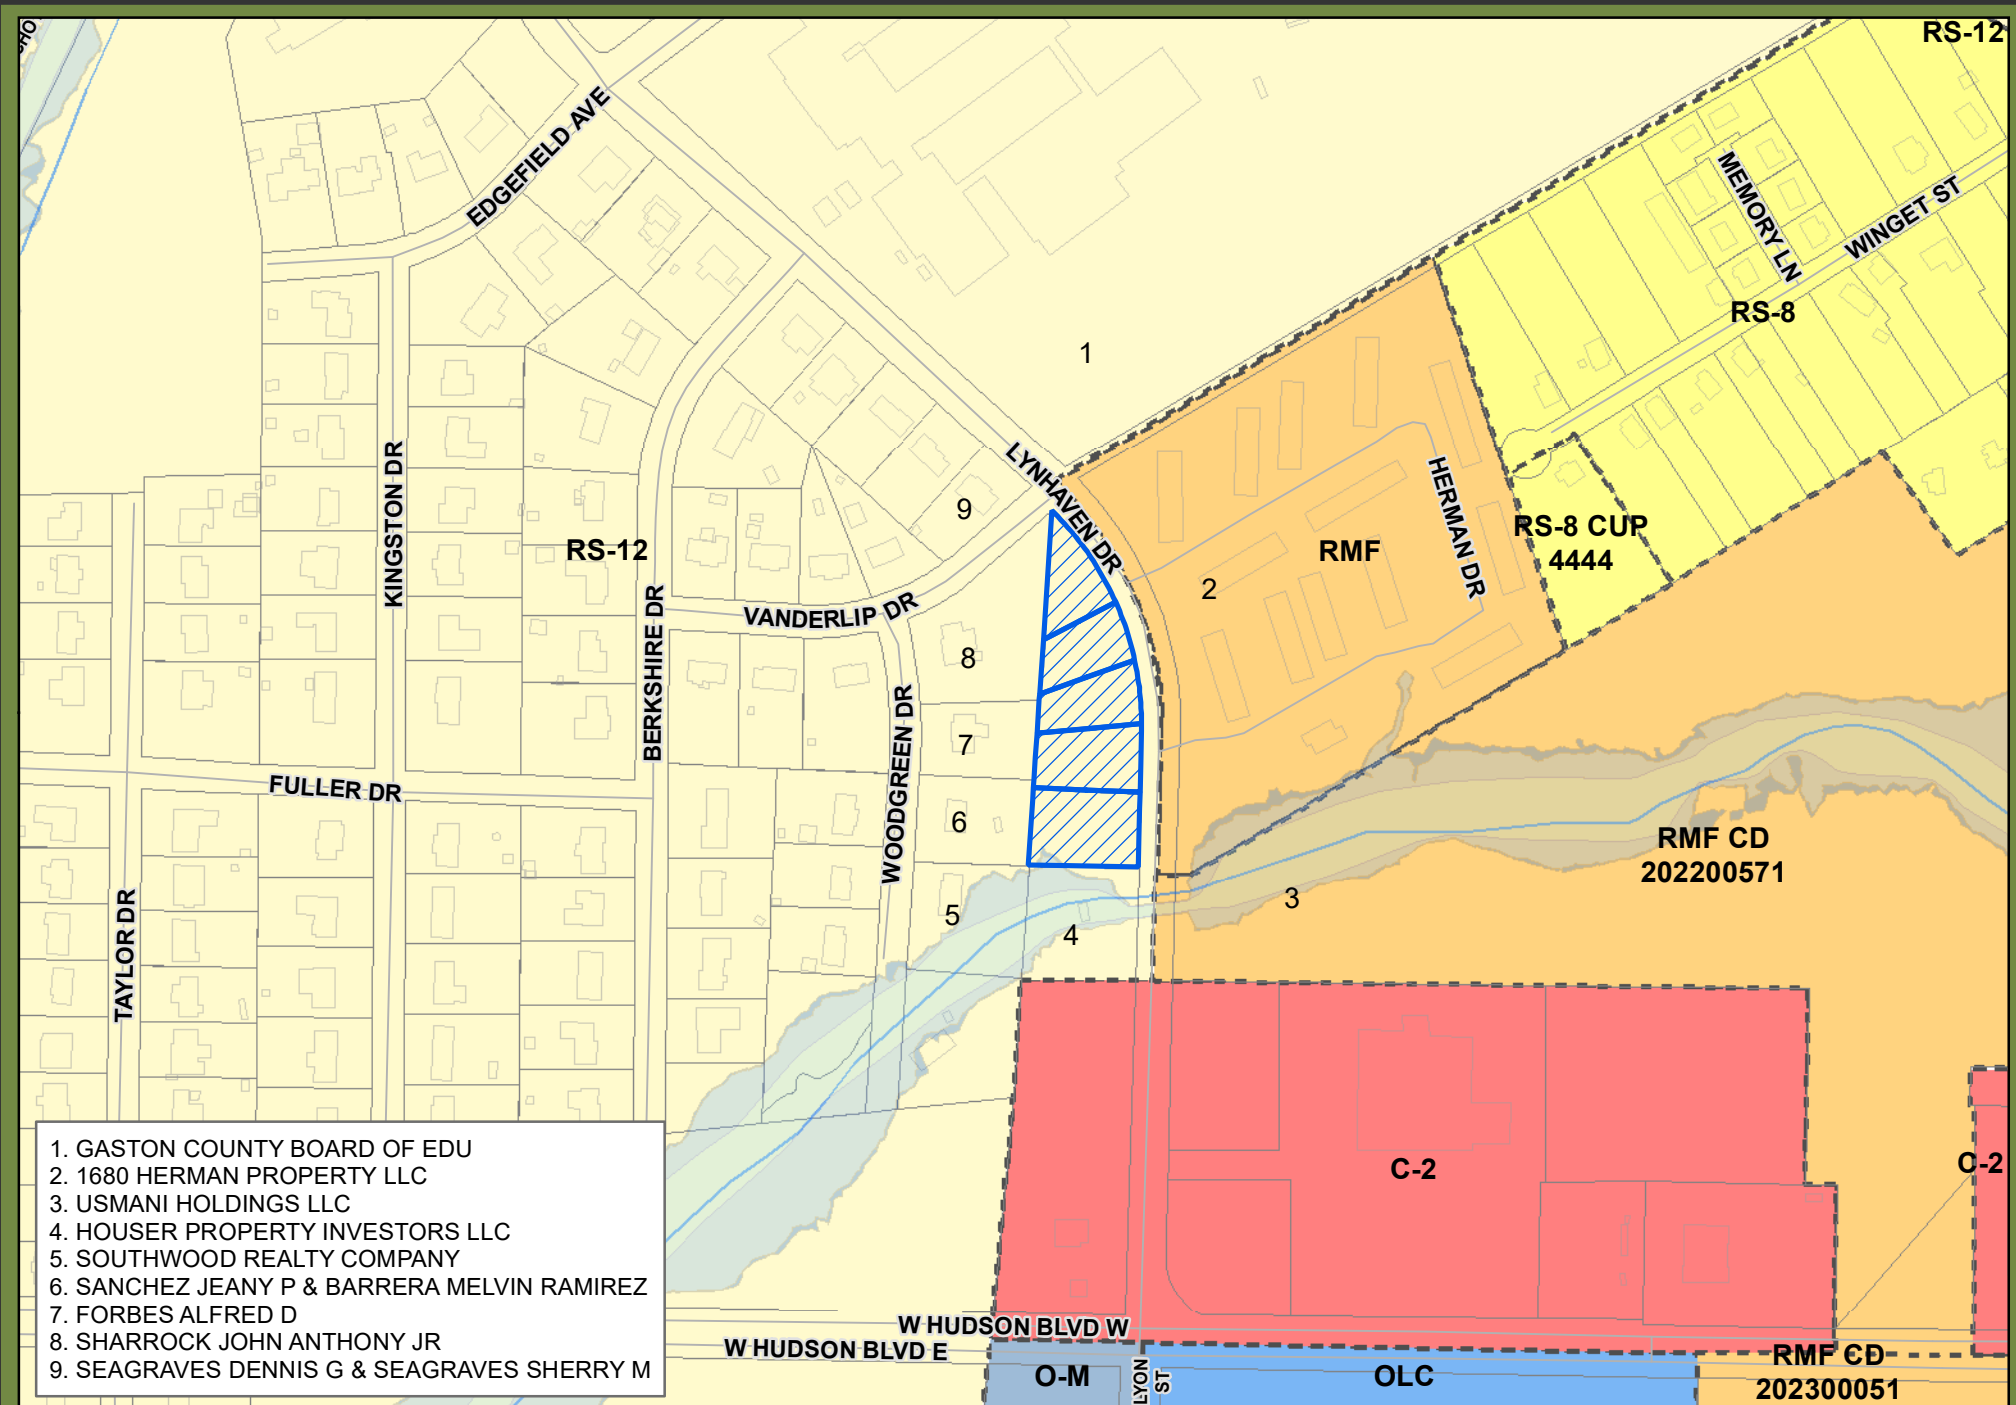 RS-12
EDGEFIELD AVE
MEMORY LN
WINGET ST
RS-8
1
LYNHAVEN DR
KINGSTON DR
9
HERMAN DR
RS-12
RMF
RS-8 CUP
4444
2
VANDERLIP DR
BERKSHIRE DR
8
WOODGREEN DR
7
FULLER DR
6
RMF CD
202200571
TAYLOR DR
5
3
4
C-2
C-2
1. GASTON COUNTY BOARD OF EDU
2. 1680 HERMAN PROPERTY LLC
3. USMANI HOLDINGS LLC
4. HOUSER PROPERTY INVESTORS LLC
5. SOUTHWOOD REALTY COMPANY
6. SANCHEZ JEANY P & BARRERA MELVIN RAMIREZ
7. FORBES ALFRED D
8. SHARROCK JOHN ANTHONY JR
9. SEAGRAVES DENNIS G & SEAGRAVES SHERRY M
W HUDSON BLVD W
W HUDSON BLVD E
O-M
LYON
ST
OLC
RMF CD
202300051